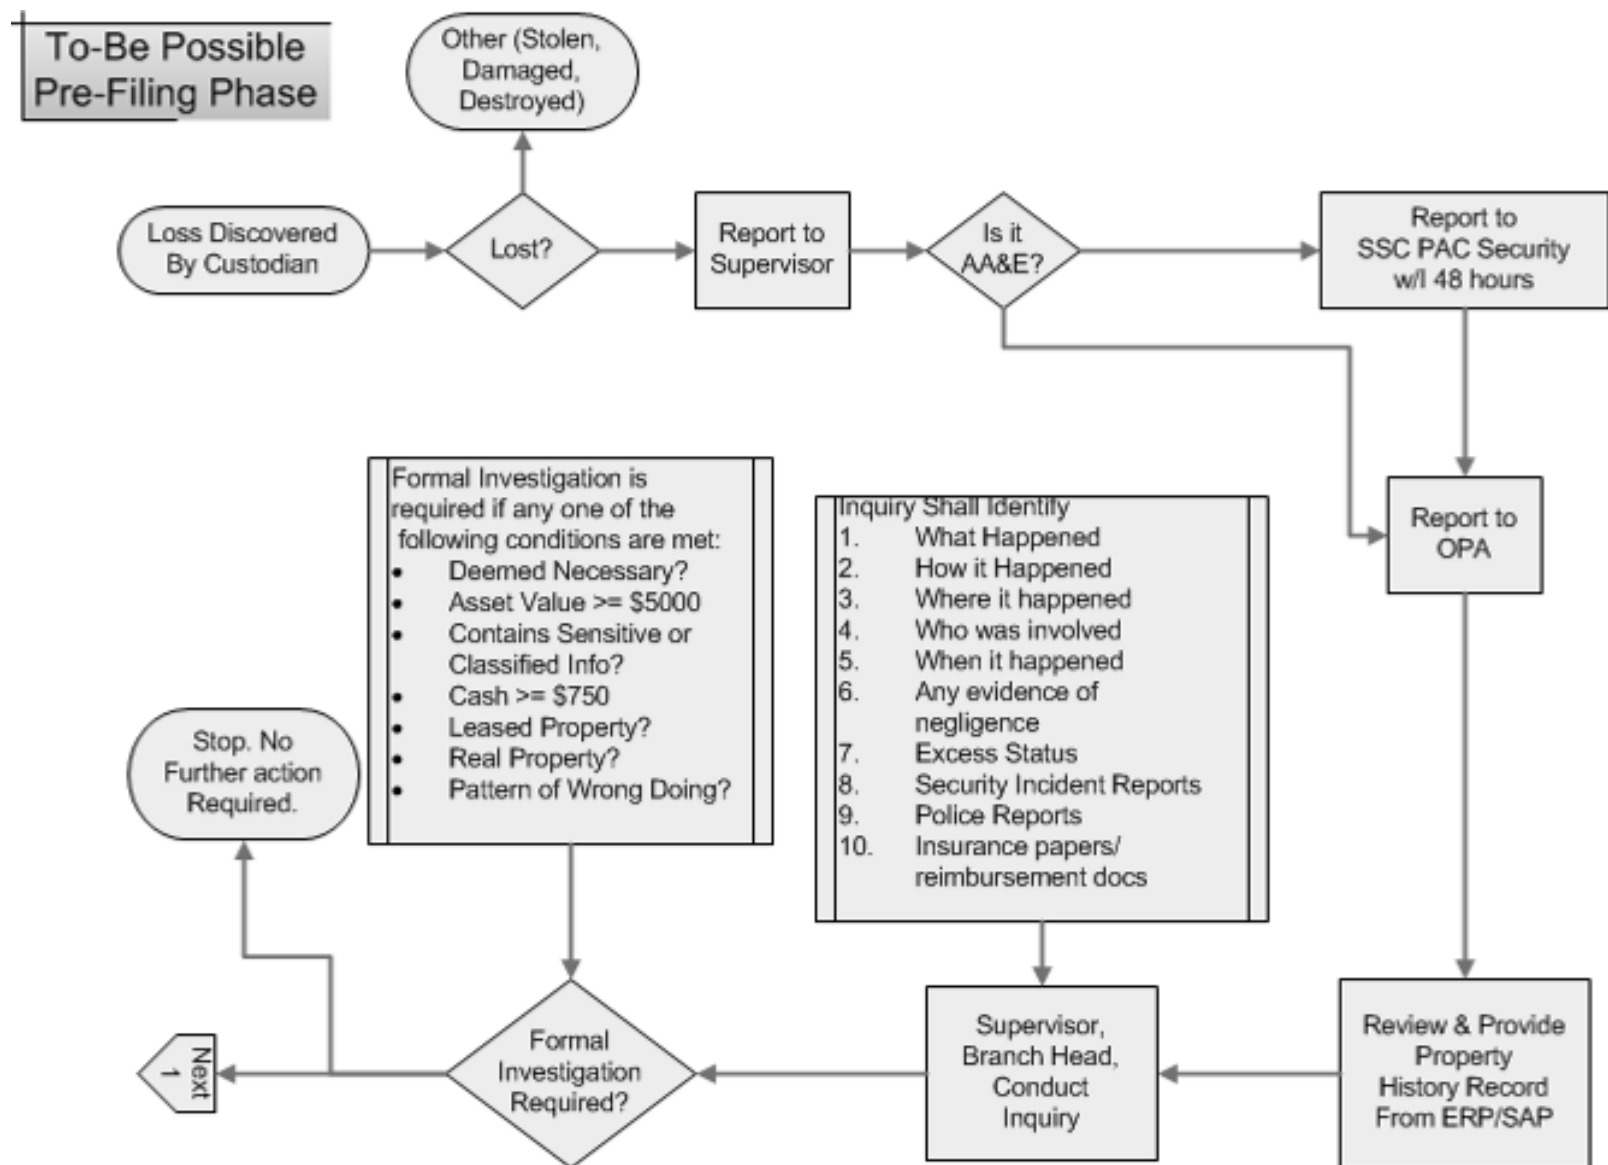 To-Be Possible
Pre-Filing Phase
Other (Stolen,
Damaged,
Destroyed)
Loss Discovered
By Custodian
Lost?
Report to
Supervisor
Is it
AA&E?
Report to
SSC PAC Security
w/I 48 hours
Report to
OPA
Formal Investigation is
required if any one of the
following conditions are met:
• Deemed Necessary?
• Asset Value >= $5000
• Contains Sensitive or
Classified Info?
• Cash >= $750
• Leased Property?
• Real Property?
• Pattern of Wrong Doing?
Inquiry Shall Identify
1. What Happened
2. How it Happened
3. Where it happened
4. Who was involved
5. When it happened
6. Any evidence of
negligence
7. Excess Status
8. Security Incident Reports
9. Police Reports
10. Insurance papers/
reimbursement docs
Stop. No
Further action
Required.
Next
1
Formal
Investigation
Required?
Supervisor,
Branch Head,
Conduct
Inquiry
Review & Provide
Property
History Record
From ERP/SAP